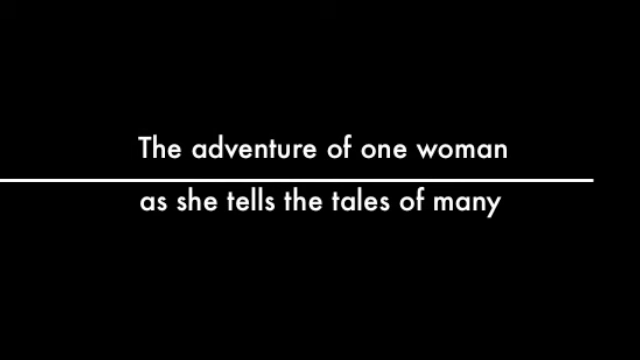 The adventure of one woman
as she tells the tales of many